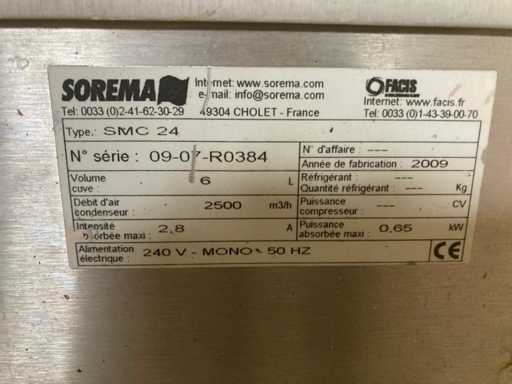 SOREMA
Internet: www.sorema.com
FACIS
e-mail: info@sorema.com
Internet: www.facis.fr
Tel: 0033 (0)2-41-62-30-29
49304 CHOLET - France
Tel: 0033 (0)1-43-39-00-70
Type: SMC 24
N° série : 09-07-R0384
N° d'affaire : ---
Année de fabrication : 2009
Volume cuve : 6 L
Réfrigérant : ---
Quantité réfrigérant : --- Kg
Débit d'air condenseur : 2500 m3/h
Puissance compresseur : --- CV
Intensité absorbée maxi : 2,8 A
Puissance absorbée maxi : 0,65 kW
Alimentation électrique : 240 V - MONO - 50 HZ
CE